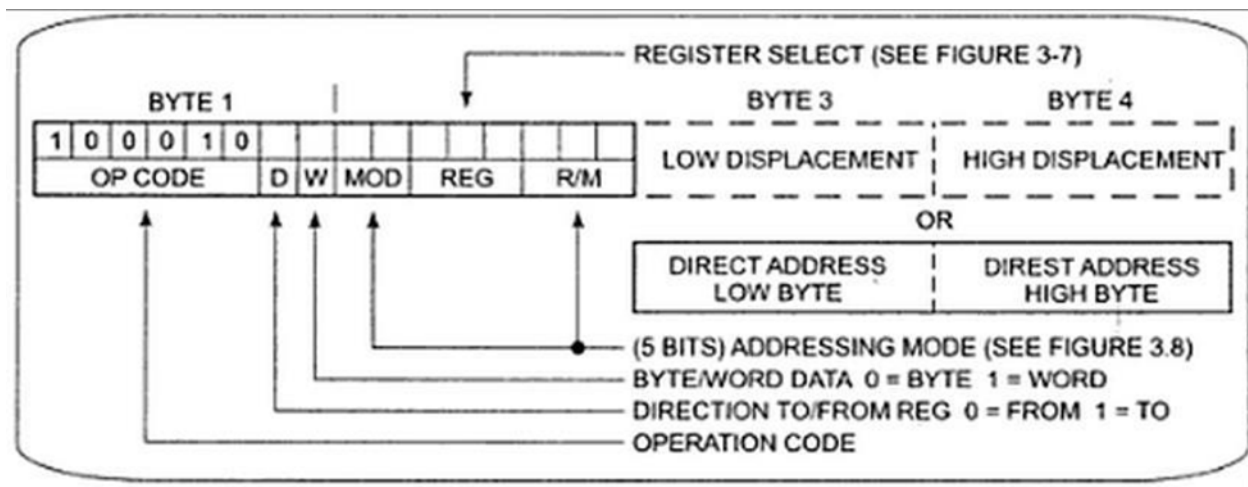 REGISTER SELECT (SEE FIGURE 3-7)
BYTE 1
BYTE 3
BYTE 4
1 0 0 0 1 0
LOW DISPLACEMENT
HIGH DISPLACEMENT
OP CODE D W MOD REG R/M
OR
DIRECT ADDRESS
LOW BYTE
DIREST ADDRESS
HIGH BYTE
(5 BITS) ADDRESSING MODE (SEE FIGURE 3.8)
BYTE/WORD DATA 0 = BYTE 1 = WORD
DIRECTION TO/FROM REG 0 = FROM 1 = TO
OPERATION CODE